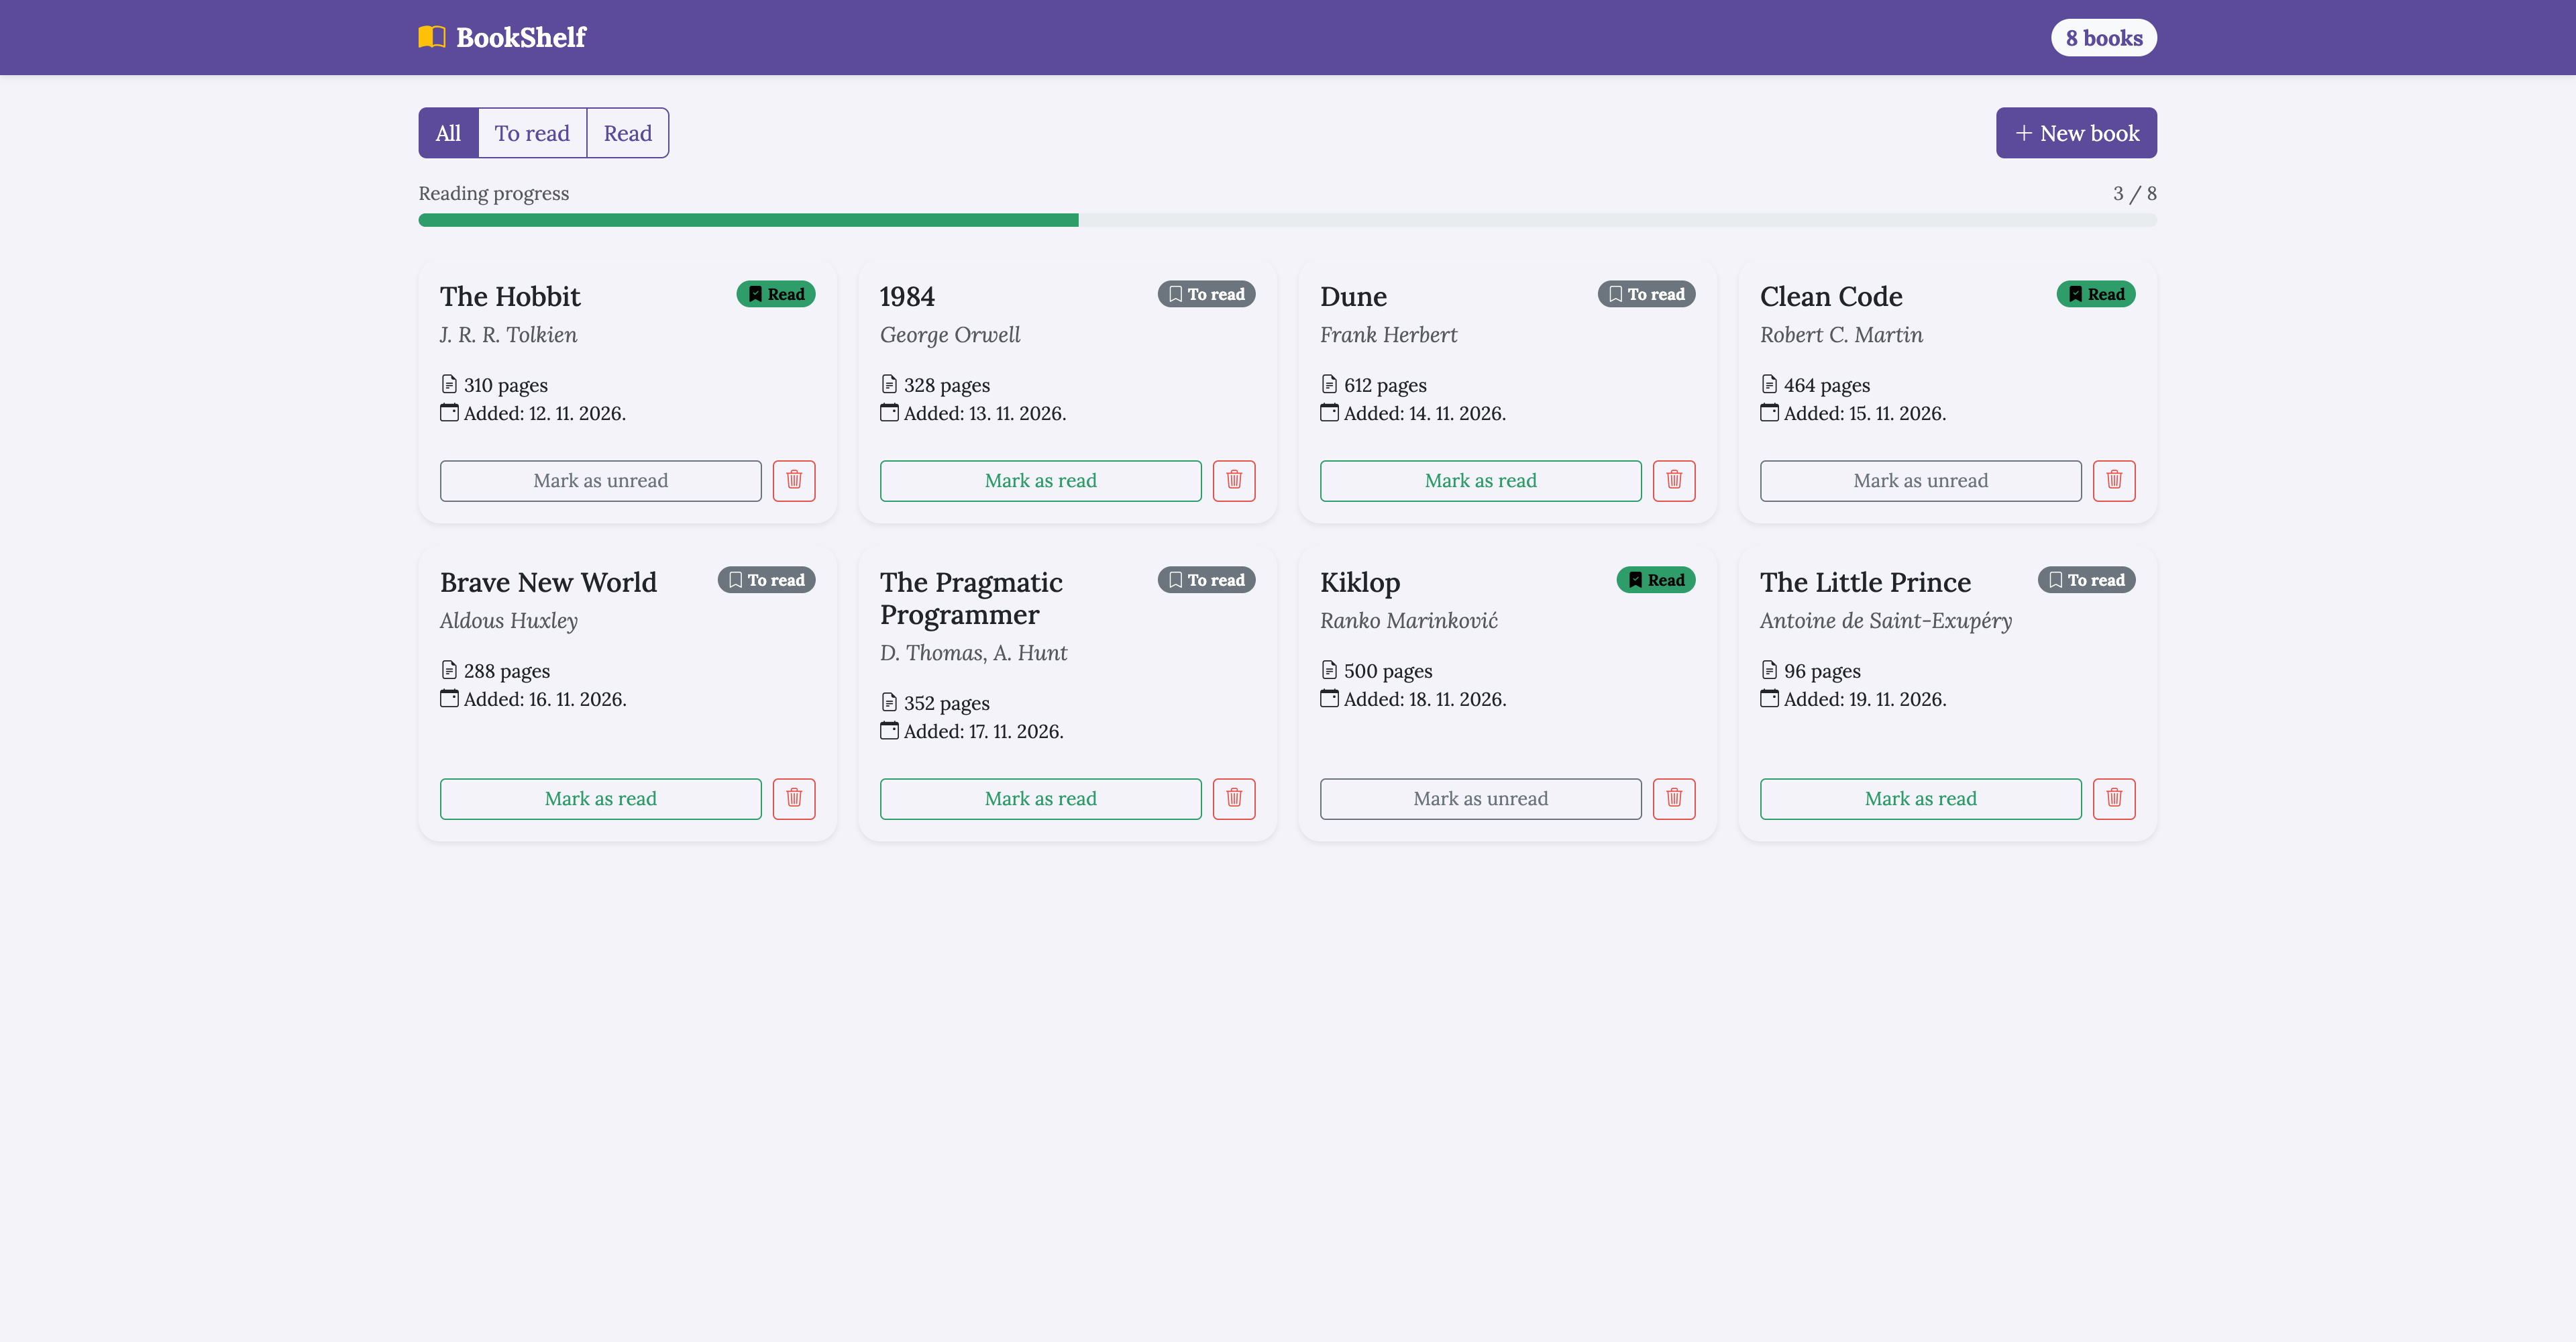 BookShelf
8 books
All
To read
Read
+ New book
Reading progress
3 / 8
The Hobbit
Read
J. R. R. Tolkien
310 pages
Added: 12. 11. 2026.
Mark as unread
1984
To read
George Orwell
328 pages
Added: 13. 11. 2026.
Mark as read
Dune
To read
Frank Herbert
612 pages
Added: 14. 11. 2026.
Mark as read
Clean Code
Read
Robert C. Martin
464 pages
Added: 15. 11. 2026.
Mark as unread
Brave New World
To read
Aldous Huxley
288 pages
Added: 16. 11. 2026.
Mark as read
The Pragmatic
Programmer
To read
D. Thomas, A. Hunt
352 pages
Added: 17. 11. 2026.
Mark as read
Kiklop
Read
Ranko Marinković
500 pages
Added: 18. 11. 2026.
Mark as unread
The Little Prince
To read
Antoine de Saint-Exupéry
96 pages
Added: 19. 11. 2026.
Mark as read